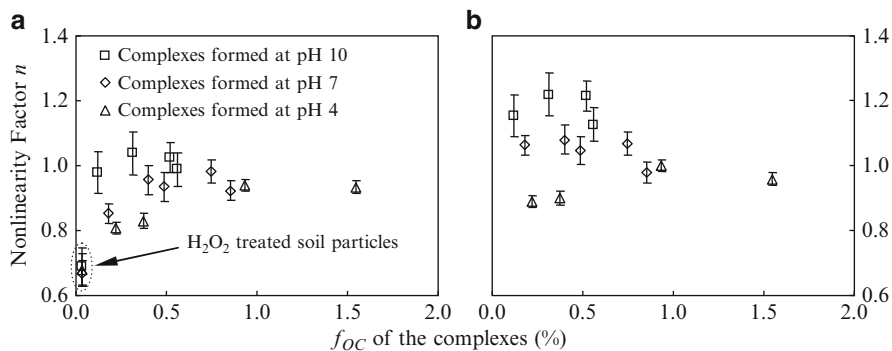 a
b
1.4
1.2
1.0
0.8
0.6
Nonlinearity Factor n
Complexes formed at pH 10
Complexes formed at pH 7
Complexes formed at pH 4
H₂O₂ treated soil particles
0.0
0.5
1.0
1.5
2.0
1.4
1.2
1.0
0.8
0.6
0.0
0.5
1.0
1.5
2.0
f_OC of the complexes (%)